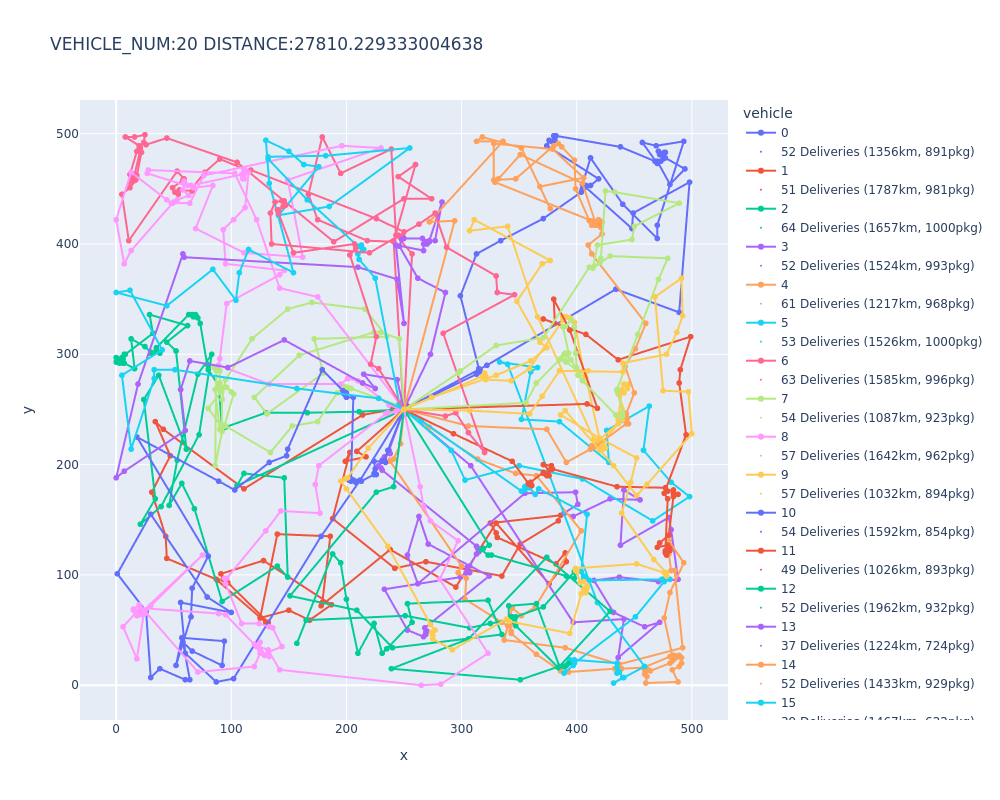 VEHICLE_NUM:20 DISTANCE:27810.229333004638
vehicle
0
52 Deliveries (1356km, 891pkg)
1
51 Deliveries (1787km, 981pkg)
2
64 Deliveries (1657km, 1000pkg)
3
52 Deliveries (1524km, 993pkg)
4
61 Deliveries (1217km, 968pkg)
5
53 Deliveries (1526km, 1000pkg)
6
63 Deliveries (1585km, 996pkg)
7
54 Deliveries (1087km, 923pkg)
8
57 Deliveries (1642km, 962pkg)
9
57 Deliveries (1032km, 894pkg)
10
54 Deliveries (1592km, 854pkg)
11
49 Deliveries (1026km, 893pkg)
12
52 Deliveries (1962km, 932pkg)
13
37 Deliveries (1224km, 724pkg)
14
52 Deliveries (1433km, 929pkg)
15
500
400
300
200
100
0
y
0 100 200 300 400 500
x